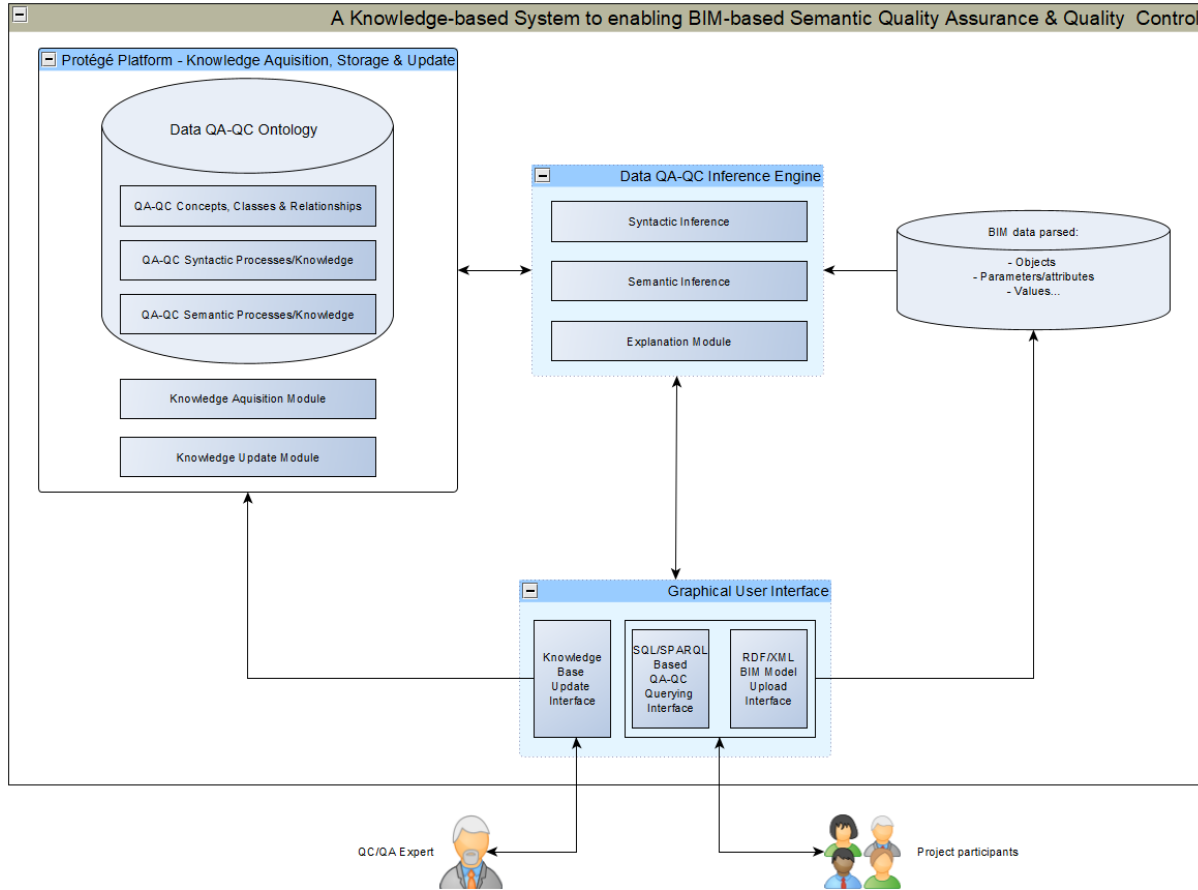 A Knowledge-based System to enabling BIM-based Semantic Quality Assurance & Quality Control
Protégé Platform - Knowledge Aquisition, Storage & Update
Data QA-QC Ontology
QA-QC Concepts, Classes & Relationships
QA-QC Syntactic Processes/Knowledge
QA-QC Semantic Processes/Knowledge
Knowledge Aquisition Module
Knowledge Update Module
Data QA-QC Inference Engine
Syntactic Inference
Semantic Inference
Explanation Module
BIM data parsed:
- Objects
- Parameters/attributes
- Values...
Graphical User Interface
Knowledge
Base
Update
Interface
SQL/SPARQL
Based
QA-QC
Querying
Interface
RDF/XML
BIM Model
Upload
Interface
QC/QA Expert
Project participants